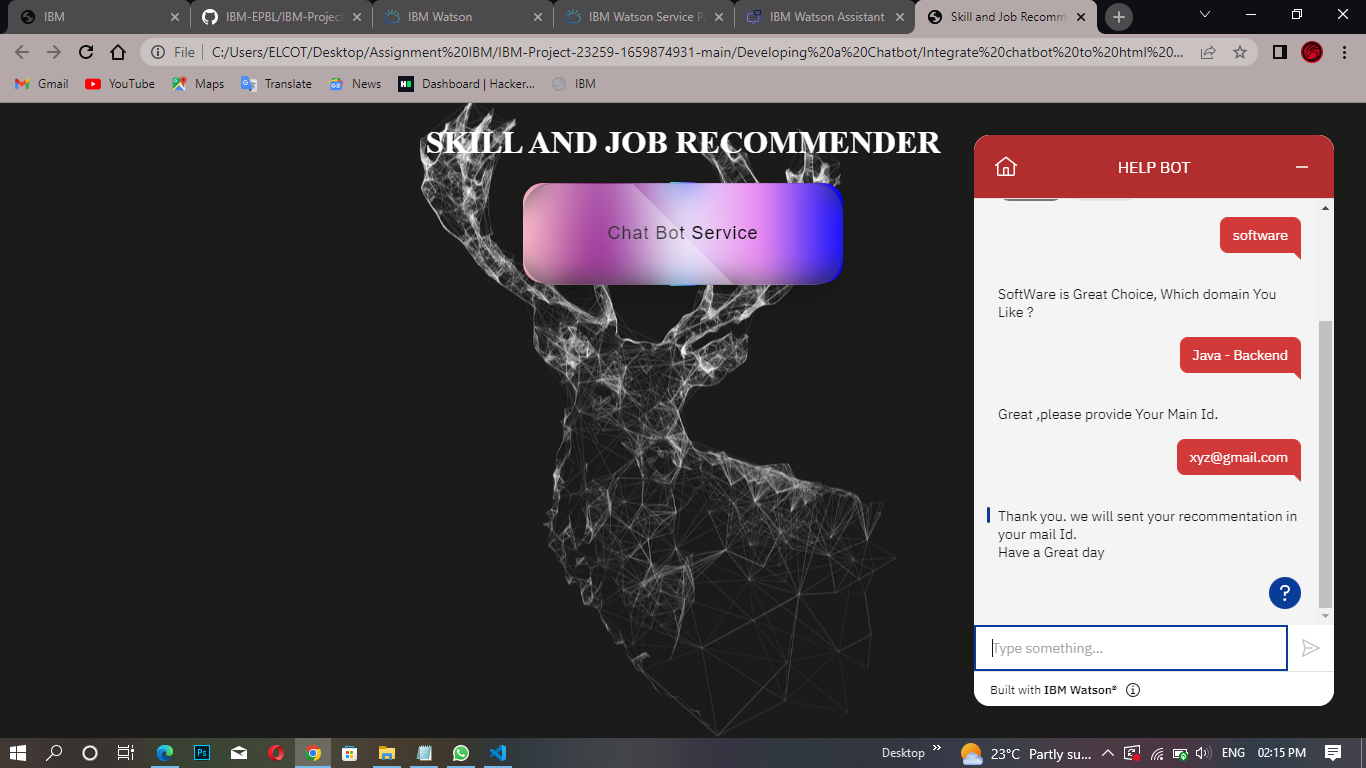 IBM
IBM-EPBL/IBM-Project
IBM Watson
IBM Watson Service P
IBM Watson Assistant
Skill and Job Recomm
File
C:/Users/ELCOT/Desktop/Assignment%20IBM/IBM-Project-23259-1659874931-main/Developing%20a%20Chatbot/Integrate%20chatbot%20to%20html%20...
Gmail
YouTube
Maps
Translate
News
Dashboard | Hacker...
IBM
SKILL AND JOB RECOMMENDER
Chat Bot Service
HELP BOT
software
SoftWare is Great Choice, Which domain You
Like ?
Java - Backend
Great ,please provide Your Main Id.
xyz@gmail.com
Thank you. we will sent your recommentation in
your mail Id.
Have a Great day
?
Type something...
Built with IBM Watson®
Desktop
23°C Partly su...
ENG
02:15 PM